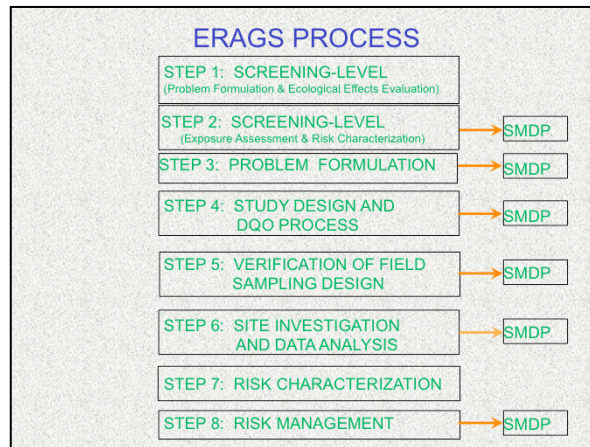 ERAGS PROCESS
STEP 1: SCREENING-LEVEL
(Problem Formulation & Ecological Effects Evaluation)
STEP 2: SCREENING-LEVEL
(Exposure Assessment & Risk Characterization)
SMDP
STEP 3: PROBLEM FORMULATION
SMDP
STEP 4: STUDY DESIGN AND
DQO PROCESS
SMDP
STEP 5: VERIFICATION OF FIELD
SAMPLING DESIGN
SMDP
STEP 6: SITE INVESTIGATION
AND DATA ANALYSIS
SMDP
STEP 7: RISK CHARACTERIZATION
STEP 8: RISK MANAGEMENT
SMDP